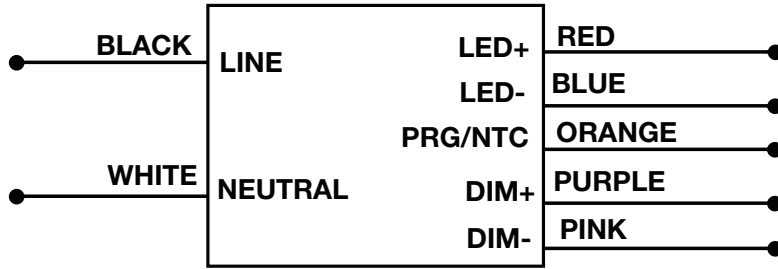 BLACK
LINE
WHITE
NEUTRAL
LED+
RED
LED-
BLUE
PRG/NTC
ORANGE
DIM+
PURPLE
DIM-
PINK